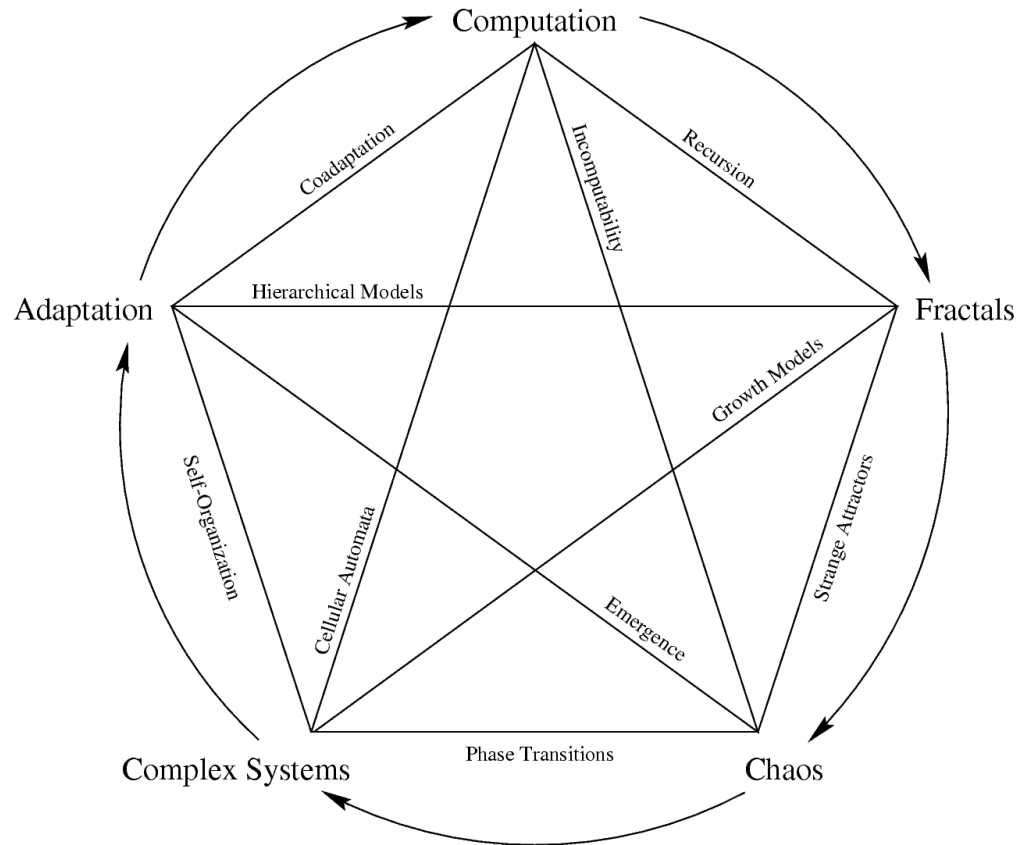 Computation
Coadaptation
Incomputability
Recursion
Hierarchical Models
Adaptation
Fractals
Growth Models
Self-Organization
Cellular Automata
Strange Attractors
Emergence
Phase Transitions
Complex Systems
Chaos